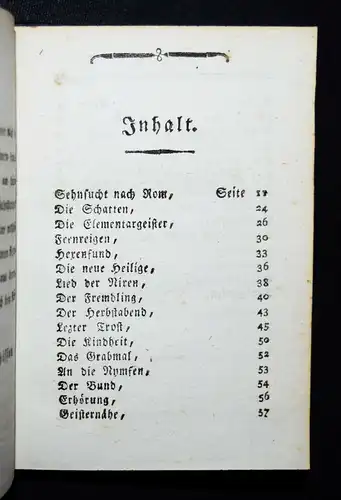 Inhalt.
Sehnsucht nach Rom, Seite 11
Die Schatten, 24
Die Elementargeister, 26
Feenreigen, 30
Hexenfund, 33
Die neue Heilige, 36
Lied der Nixen, 38
Der Fremdling, 40
Der Herbstabend, 43
Lezter Trost, 45
Die Kindheit, 50
Das Grabmal, 52
An die Nymfen, 53
Der Bund, 54
Erhörung, 56
Geisternähe, 57